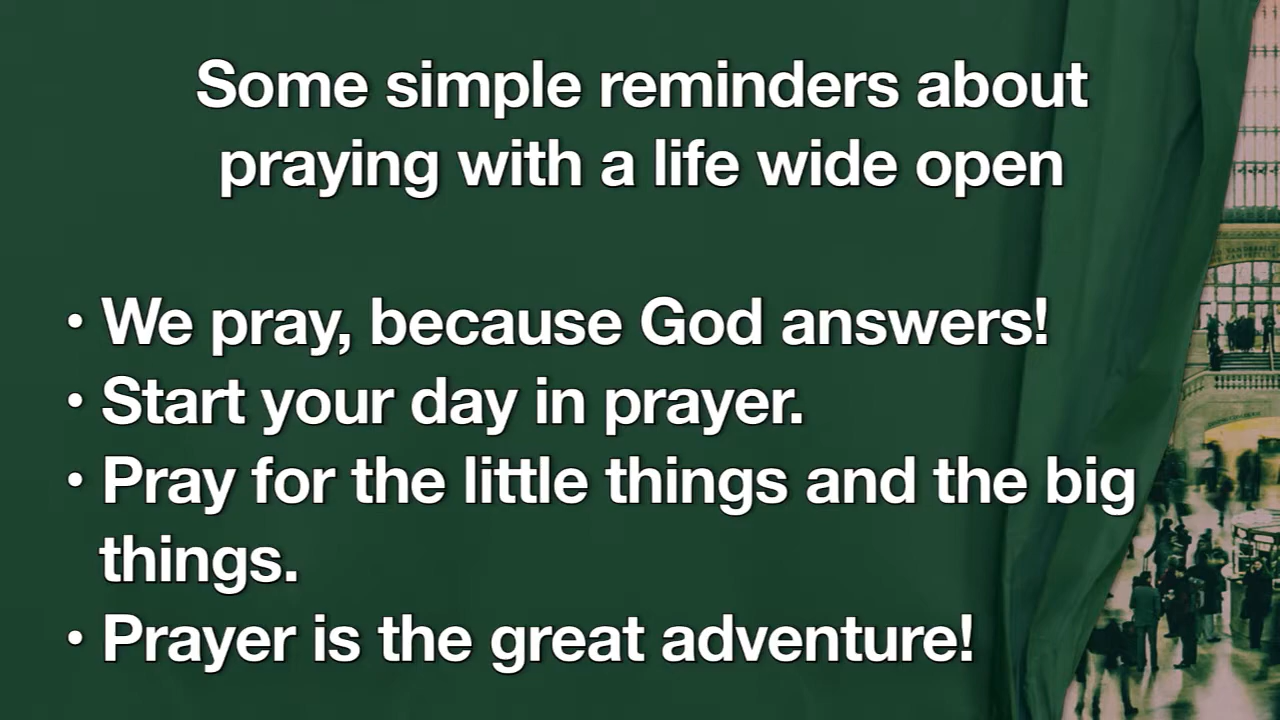 Some simple reminders about
praying with a life wide open
• We pray, because God answers!
• Start your day in prayer.
• Pray for the little things and the big
things.
• Prayer is the great adventure!